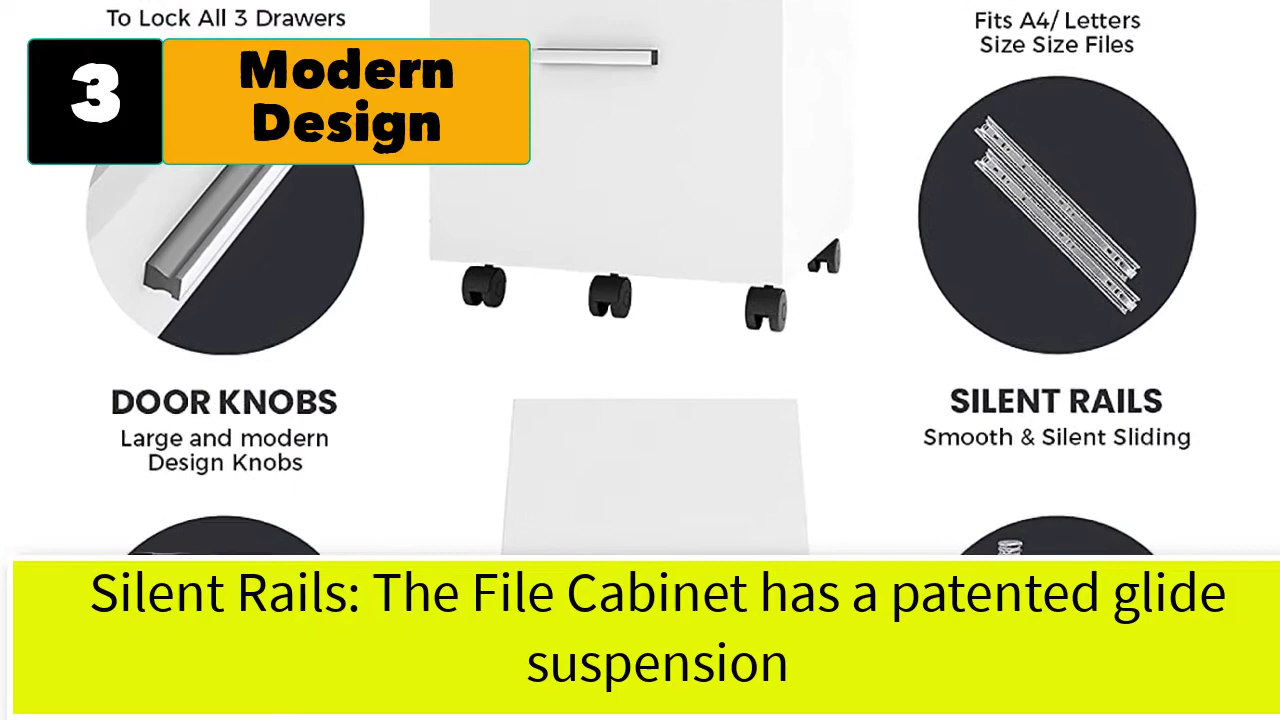 To Lock All 3 Drawers
Fits A4/ Letters
Size Size Files
3
Modern
Design
DOOR KNOBS
Large and modern
Design Knobs
SILENT RAILS
Smooth & Silent Sliding
Silent Rails: The File Cabinet has a patented glide
suspension